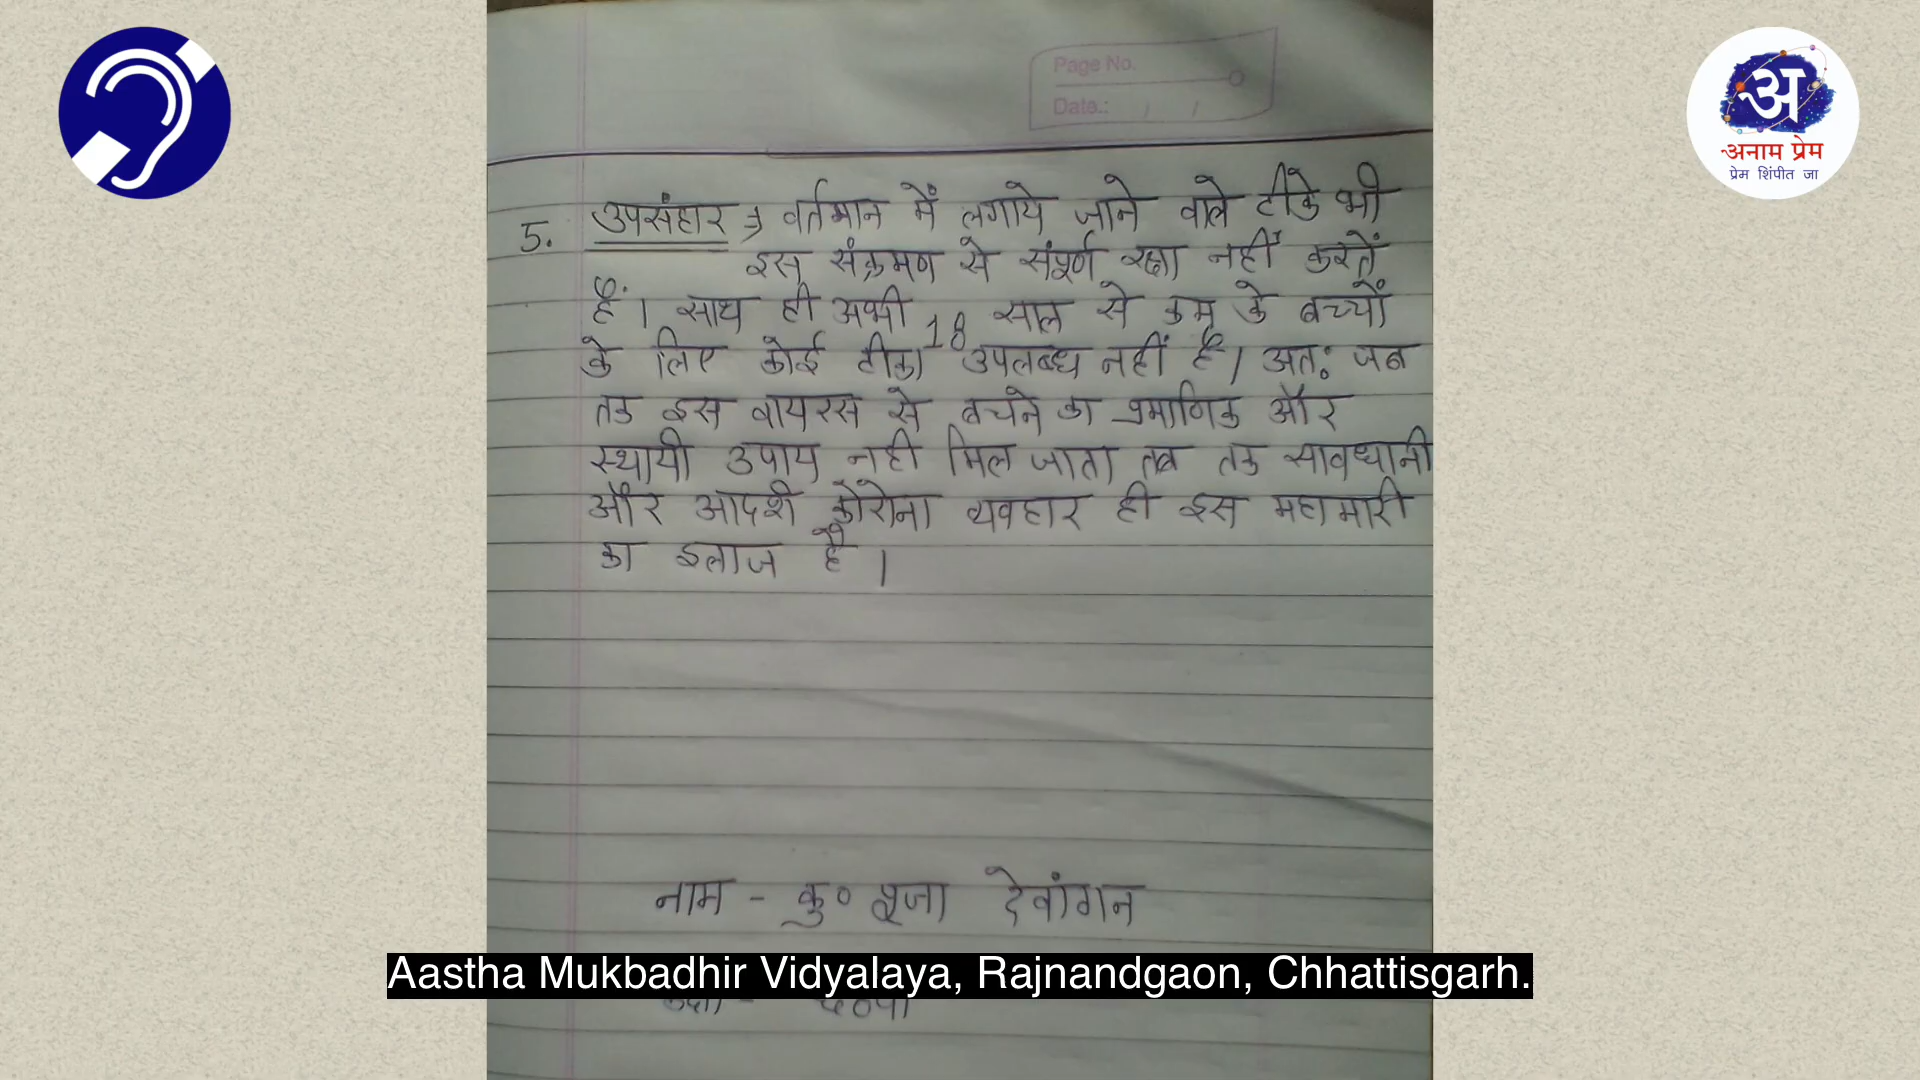 अ
अनाम प्रेम
प्रेम शिंपीत जा
Page No.
Date.: / /
5. उपसंहार ⇒ वर्तमान में लगाये जाने वाले टीके भी
इस संक्रमण से संपूर्ण रक्षा नहीं करतें
हैं। साथ ही अभी 18 साल से कम के बच्चों
के लिए कोई टीका उपलब्ध नहीं है। अतः जब
तक इस वायरस से बचने का प्रमाणिक और
स्थायी उपाय नही मिल जाता तब तक सावधानी
और आदर्श कोरोना व्यवहार ही इस महामारी
का इलाज है।
नाम - कु० पूजा देवांगन
Aastha Mukbadhir Vidyalaya, Rajnandgaon, Chhattisgarh.